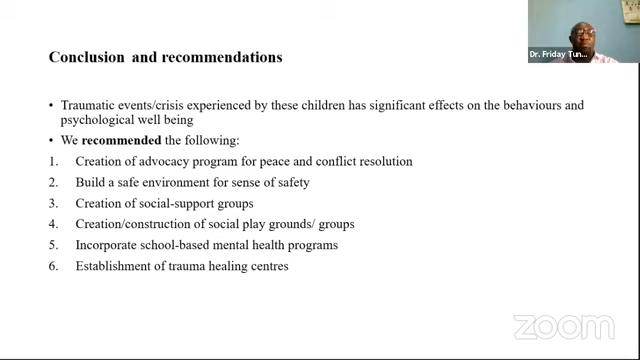 Dr. Friday Tun...
Conclusion and recommendations
• Traumatic events/crisis experienced by these children has significant effects on the behaviours and
psychological well being
• We recommended the following:
1. Creation of advocacy program for peace and conflict resolution
2. Build a safe environment for sense of safety
3. Creation of social-support groups
4. Creation/construction of social play grounds/ groups
5. Incorporate school-based mental health programs
6. Establishment of trauma healing centres
zoom